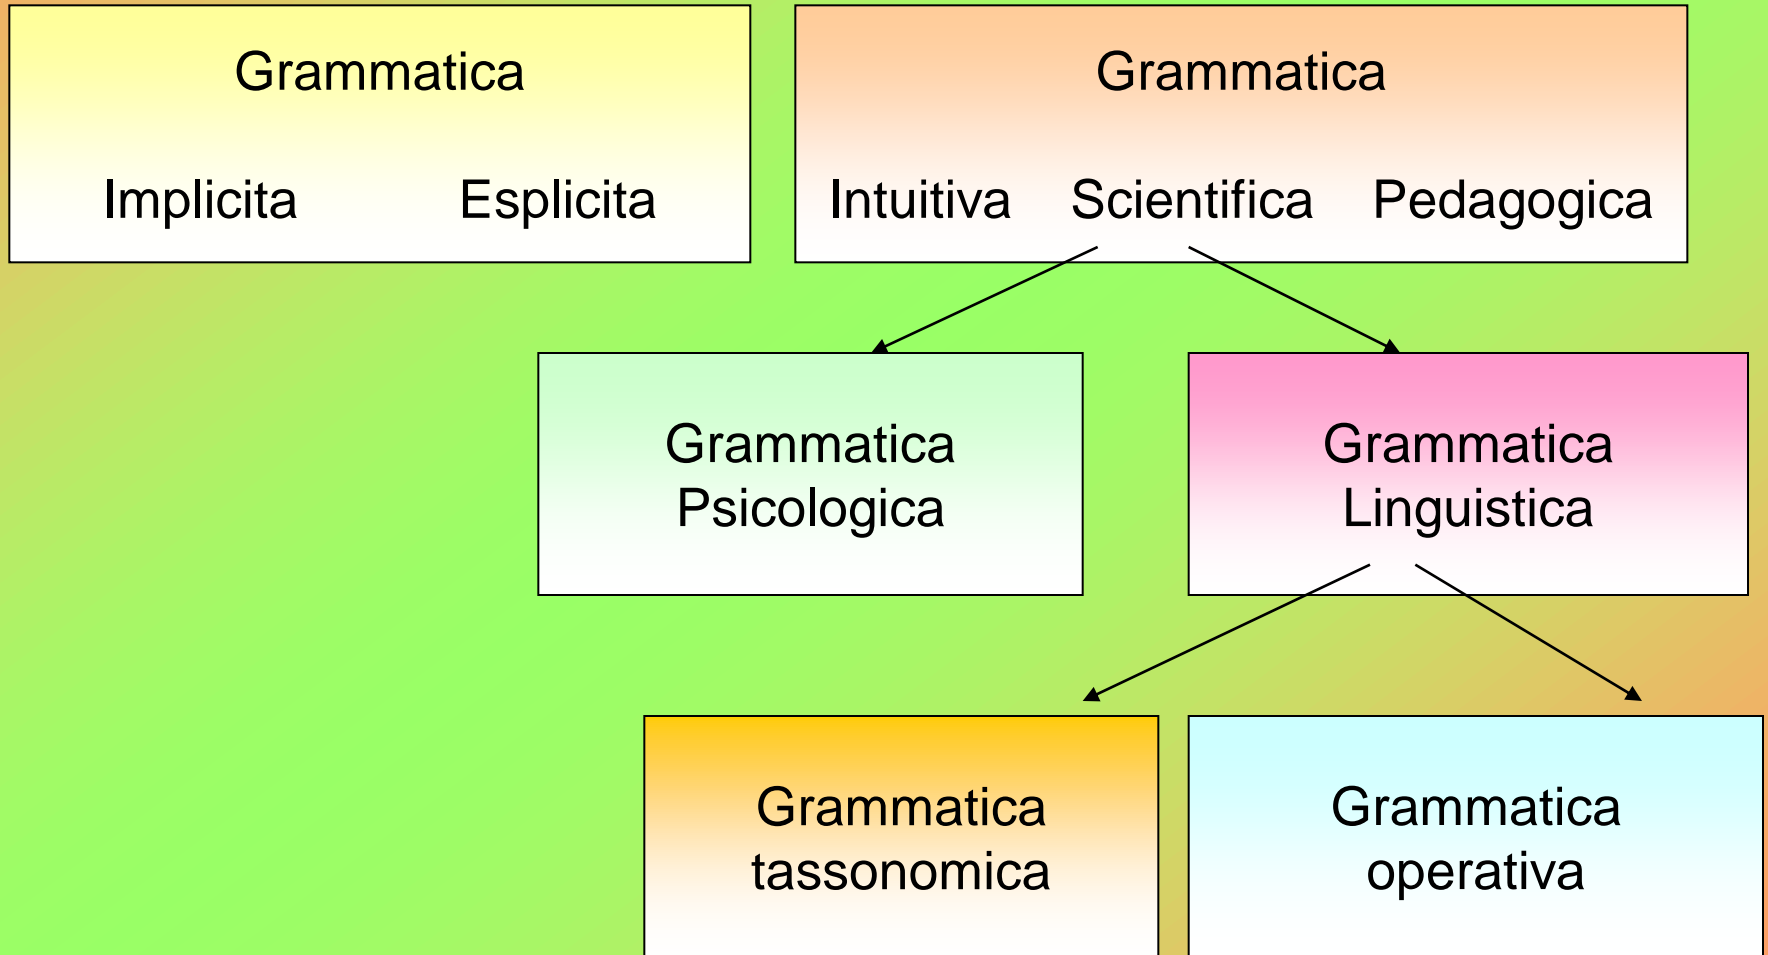 Grammatica
Implicita Esplicita
Grammatica
Intuitiva Scientifica Pedagogica
Grammatica
Psicologica
Grammatica
Linguistica
Grammatica
tassonomica
Grammatica
operativa